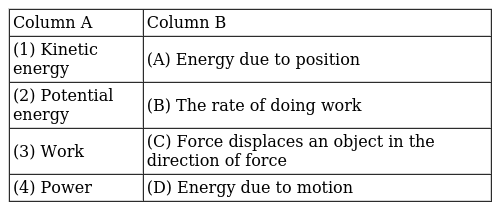 Column A
Column B
(1) Kinetic
energy
(A) Energy due to position
(2) Potential
energy
(B) The rate of doing work
(3) Work
(C) Force displaces an object in the
direction of force
(4) Power
(D) Energy due to motion